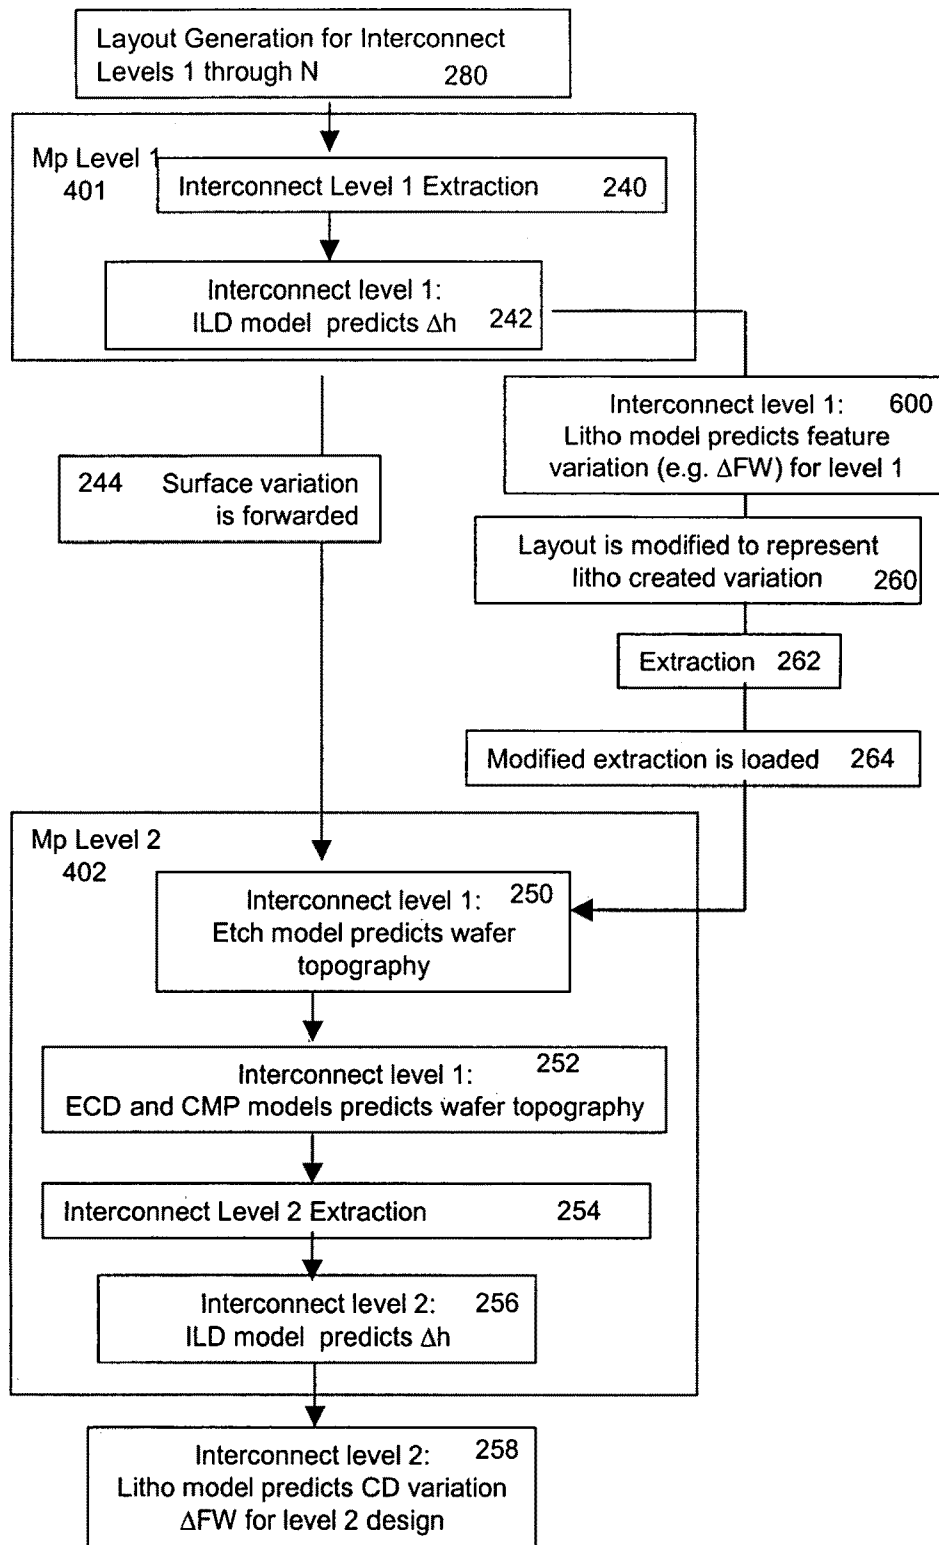 Layout Generation for Interconnect
Levels 1 through N 280
Mp Level 1
401
Interconnect Level 1 Extraction 240
Interconnect level 1:
ILD model predicts Δh 242
Interconnect level 1: 600
Litho model predicts feature
variation (e.g. ΔFW) for level 1
244 Surface variation
is forwarded
Layout is modified to represent
litho created variation 260
Extraction 262
Modified extraction is loaded 264
Mp Level 2
402
Interconnect level 1: 250
Etch model predicts wafer
topography
Interconnect level 1: 252
ECD and CMP models predicts wafer topography
Interconnect Level 2 Extraction 254
Interconnect level 2: 256
ILD model predicts Δh
Interconnect level 2: 258
Litho model predicts CD variation
ΔFW for level 2 design